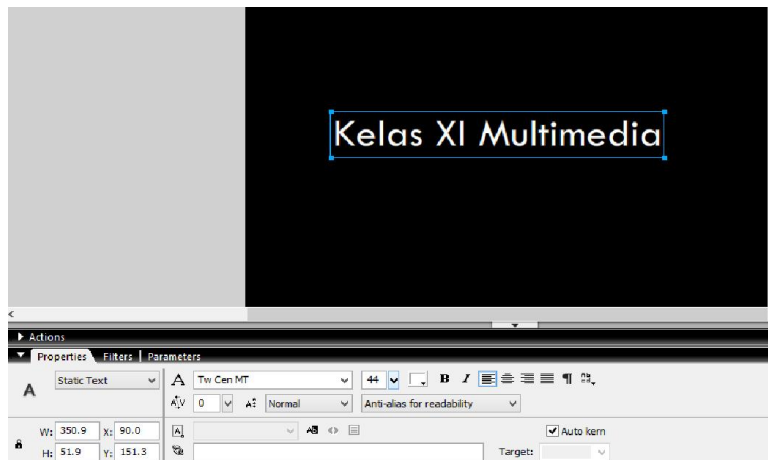 Kelas XI Multimedia
Actions
Properties Filters Parameters
A Static Text A Tw Cen MT 44 B I
A|V 0 Normal Anti-alias for readability
W: 350.9 X: 90.0 Auto kern
H: 51.9 Y: 151.3 Target: